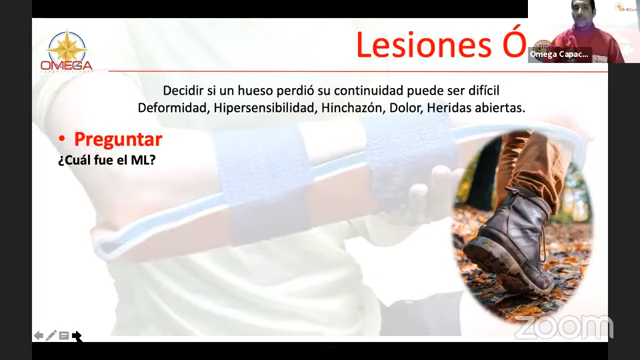 OMEGA
Lesiones Ó
OMEGA
Omega Capac...
Decidir si un hueso perdió su continuidad puede ser difícil
Deformidad, Hipersensibilidad, Hinchazón, Dolor, Heridas abiertas.
• Preguntar
¿Cuál fue el ML?
zoom